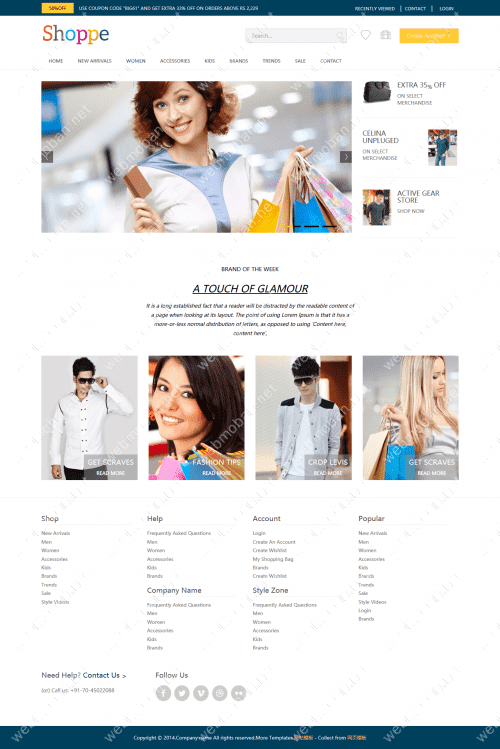 50%OFF USE COUPON CODE "BIG61" AND GET EXTRA 33% OFF ON ORDERS ABOVE RS 2,229 RECENTLY VIEWED | CONTACT | LOGIN
Shoppe
Search... Create Account
HOME NEW ARRIVALS WOMEN ACCESSORIES KIDS BRANDS TRENDS SALE CONTACT
EXTRA 35% OFF
ON SELECT
MERCHANDISE
CELINA
UNPLUGED
ON SELECT
MERCHANDISE
ACTIVE GEAR
STORE
SHOP NOW
BRAND OF THE WEEK
A TOUCH OF GLAMOUR
It is a long established fact that a reader will be distracted by the readable content of
a page when looking at its layout. The point of using Lorem Ipsum is that it has a
more-or-less normal distribution of letters, as opposed to using 'Content here,
content here',
GET SCRAVES
READ MORE
FASHION TIPS
READ MORE
CROP LEVIS
READ MORE
GET SCRAVES
READ MORE
Shop
New Arrivals
Men
Women
Accessories
Kids
Brands
Trends
Sale
Style Videos
Help
Frequently Asked Questions
Men
Women
Accessories
Kids
Brands
Company Name
Frequently Asked Questions
Men
Women
Accessories
Kids
Brands
Account
Login
Create An Account
Create Wishlist
My Shopping Bag
Brands
Create Wishlist
Style Zone
Frequently Asked Questions
Men
Women
Accessories
Kids
Brands
Popular
New Arrivals
Men
Women
Accessories
Kids
Brands
Trends
Sale
Style Videos
Login
Brands
Need Help? Contact Us >
(or) Call us: +91-70-45022088
Follow Us
Copyright © 2014.Company name All rights reserved.More Templates 模板 - Collect from 网页模板